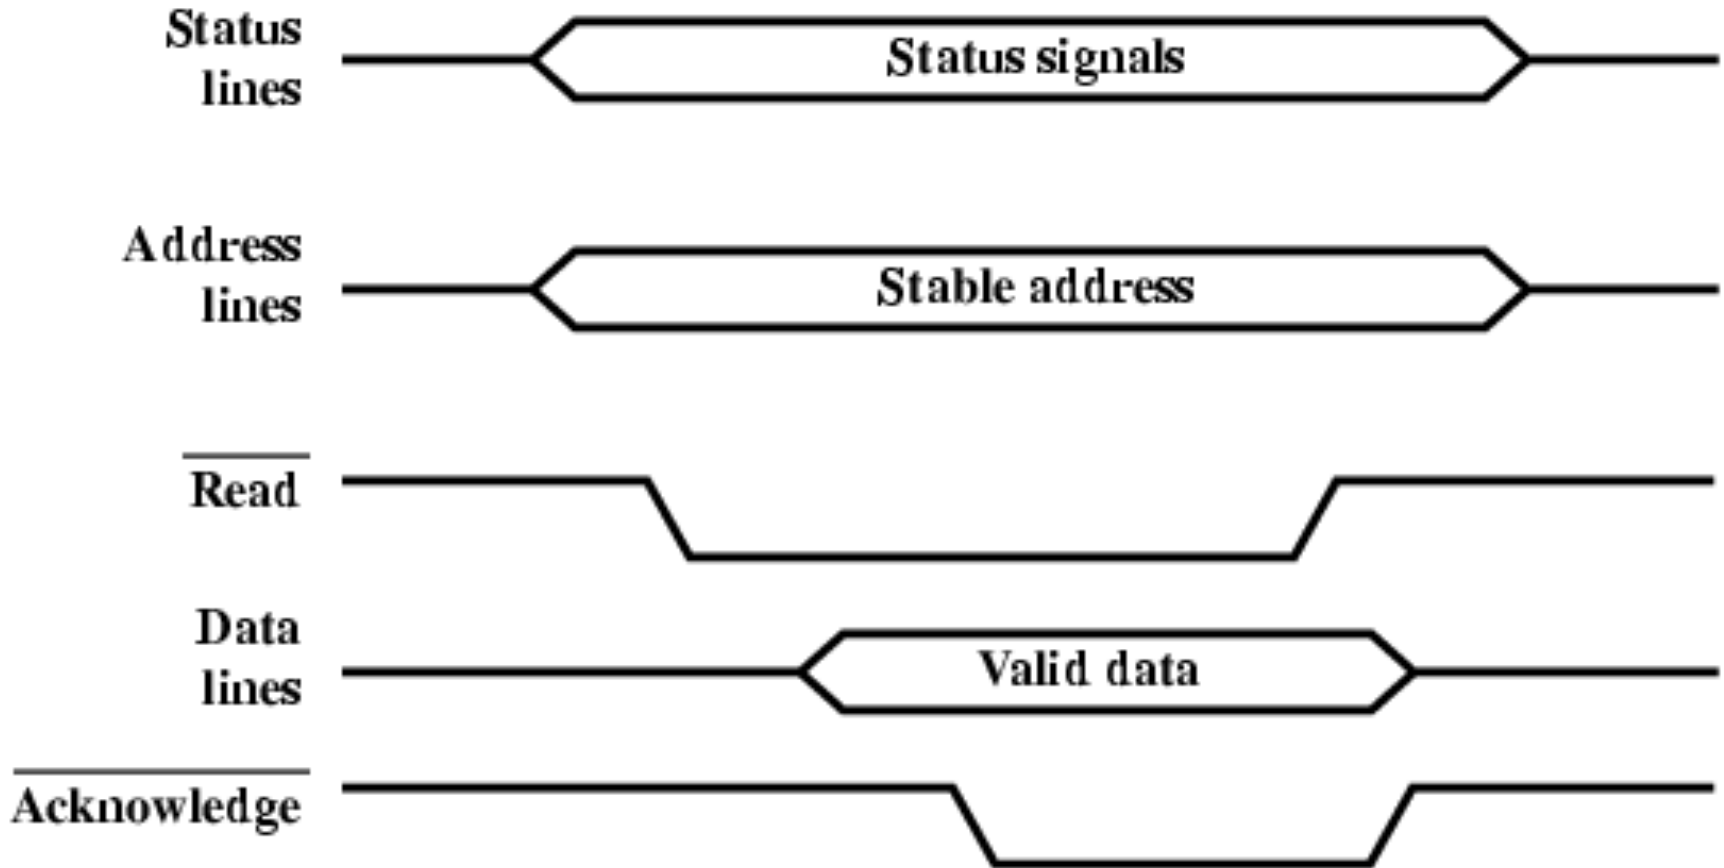 Status
lines
Status signals
Address
lines
Stable address
Read
Data
lines
Valid data
Acknowledge